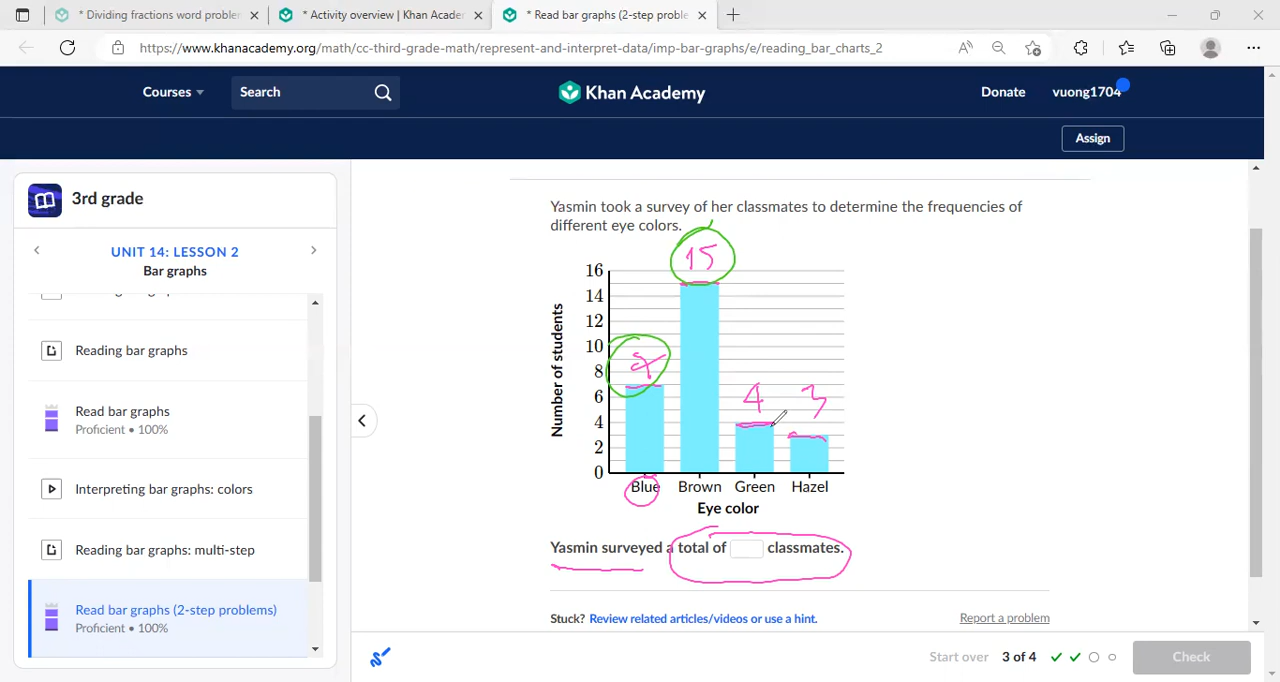 * Dividing fractions word proble
* Activity overview | Khan Acade
* Read bar graphs (2-step proble
https://www.khanacademy.org/math/cc-third-grade-math/represent-and-interpret-data/imp-bar-graphs/e/reading_bar_charts_2
Courses
Search
Khan Academy
Donate
vuong1704
Assign
3rd grade
UNIT 14: LESSON 2
Bar graphs
Reading bar graphs
Read bar graphs
Proficient • 100%
Interpreting bar graphs: colors
Reading bar graphs: multi-step
Read bar graphs (2-step problems)
Proficient • 100%
Yasmin took a survey of her classmates to determine the frequencies of
different eye colors.
15
7
4
3
Number of students
16
14
12
10
8
6
4
2
0
Blue Brown Green Hazel
Eye color
Yasmin surveyed a total of classmates.
Stuck? Review related articles/videos or use a hint.
Report a problem
Start over
3 of 4
Check